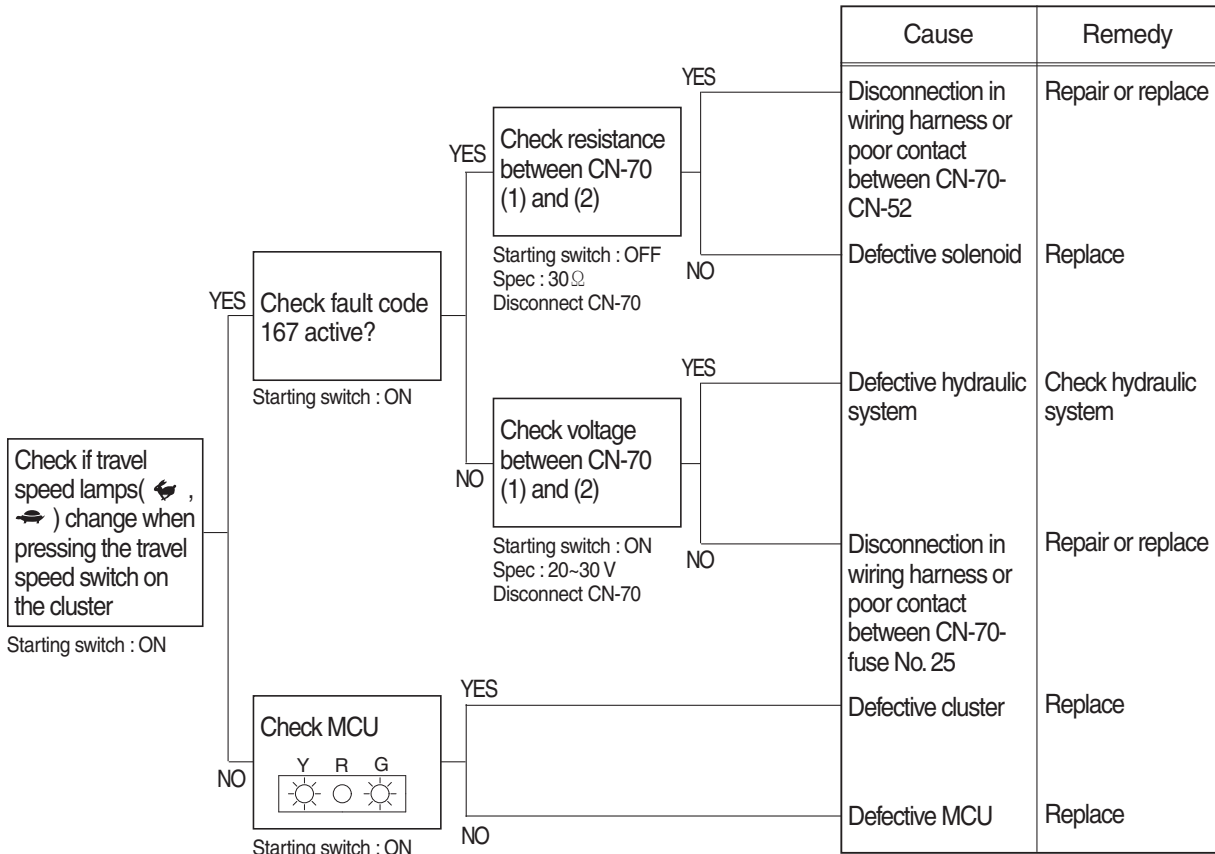 Cause Remedy
YES
Disconnection in
wiring harness or
poor contact
between CN-70-
CN-52
Repair or replace
YES
Check resistance
between CN-70
(1) and (2)
Starting switch : OFF
Spec : 30Ω
Disconnect CN-70
NO
Defective solenoid
Replace
YES
Check fault code
167 active?
Starting switch : ON
YES
Defective hydraulic
system
Check hydraulic
system
NO
Check voltage
between CN-70
(1) and (2)
Starting switch : ON
Spec : 20~30 V
Disconnect CN-70
NO
Disconnection in
wiring harness or
poor contact
between CN-70-
fuse No. 25
Repair or replace
Check if travel
speed lamps( ,
) change when
pressing the travel
speed switch on
the cluster
Starting switch : ON
YES
Defective cluster
Replace
NO
Check MCU
Y R G
Starting switch : ON
NO
Defective MCU
Replace